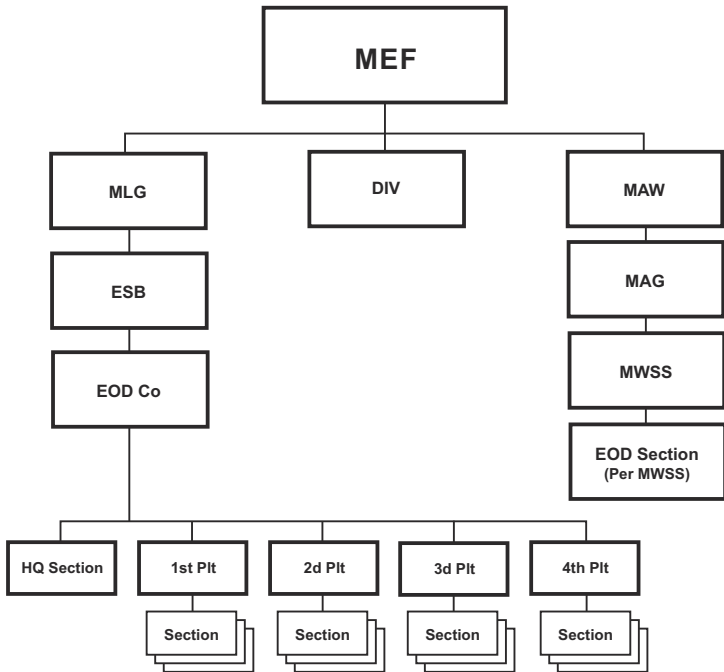 MEF
MLG
DIV
MAW
ESB
MAG
EOD Co
MWSS
EOD Section
(Per MWSS)
HQ Section
1st Plt
2d Plt
3d Plt
4th Plt
Section
Section
Section
Section